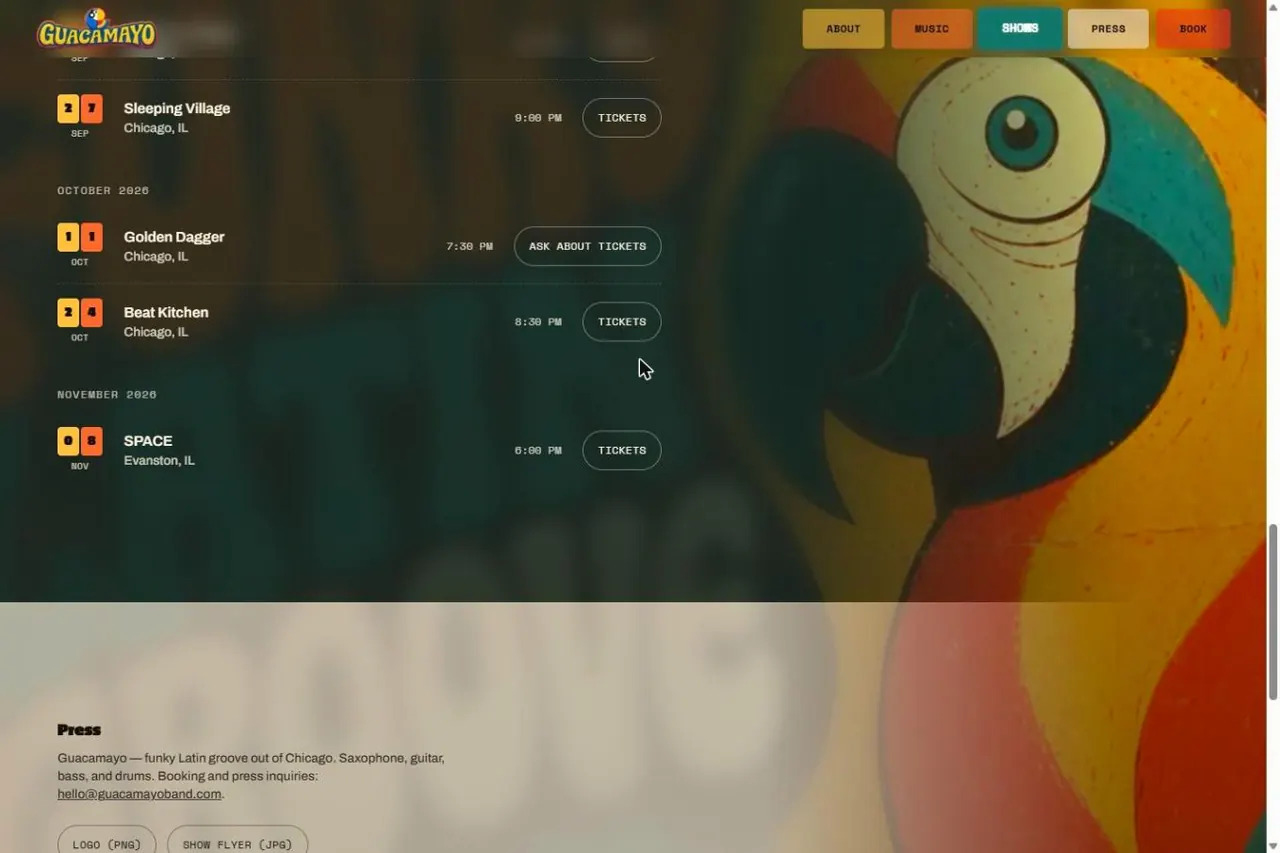 GUACAMAYO
ABOUT
MUSIC
SHOWS
PRESS
BOOK
SEP
2 7
SEP
Sleeping Village
Chicago, IL
9:00 PM
TICKETS
OCTOBER 2026
1 1
OCT
Golden Dagger
Chicago, IL
7:30 PM
ASK ABOUT TICKETS
2 4
OCT
Beat Kitchen
Chicago, IL
8:30 PM
TICKETS
NOVEMBER 2026
0 8
NOV
SPACE
Evanston, IL
6:00 PM
TICKETS
Press
Guacamayo — funky Latin groove out of Chicago. Saxophone, guitar,
bass, and drums. Booking and press inquiries:
hello@guacamayoband.com.
LOGO (PNG)
SHOW FLYER (JPG)